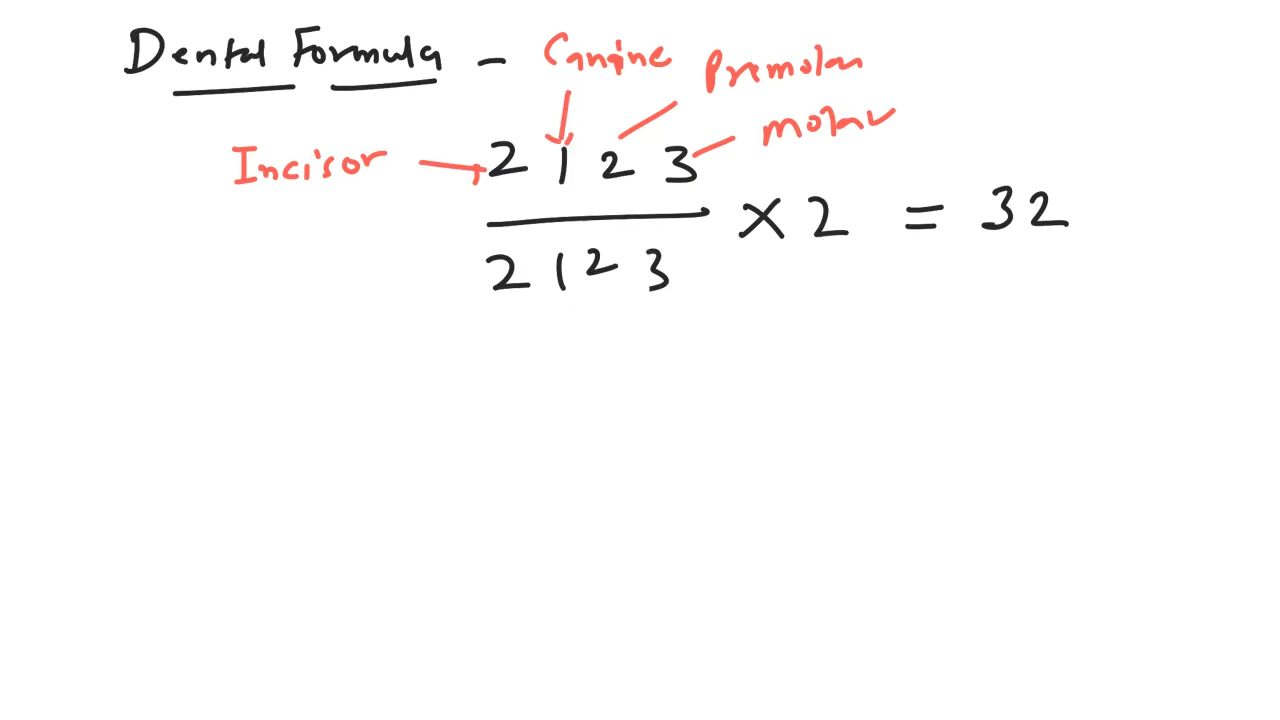 Dental Formula - Canine Premolar
Incisor 2 1 2 3 molar
2 1 2 3 × 2 = 32